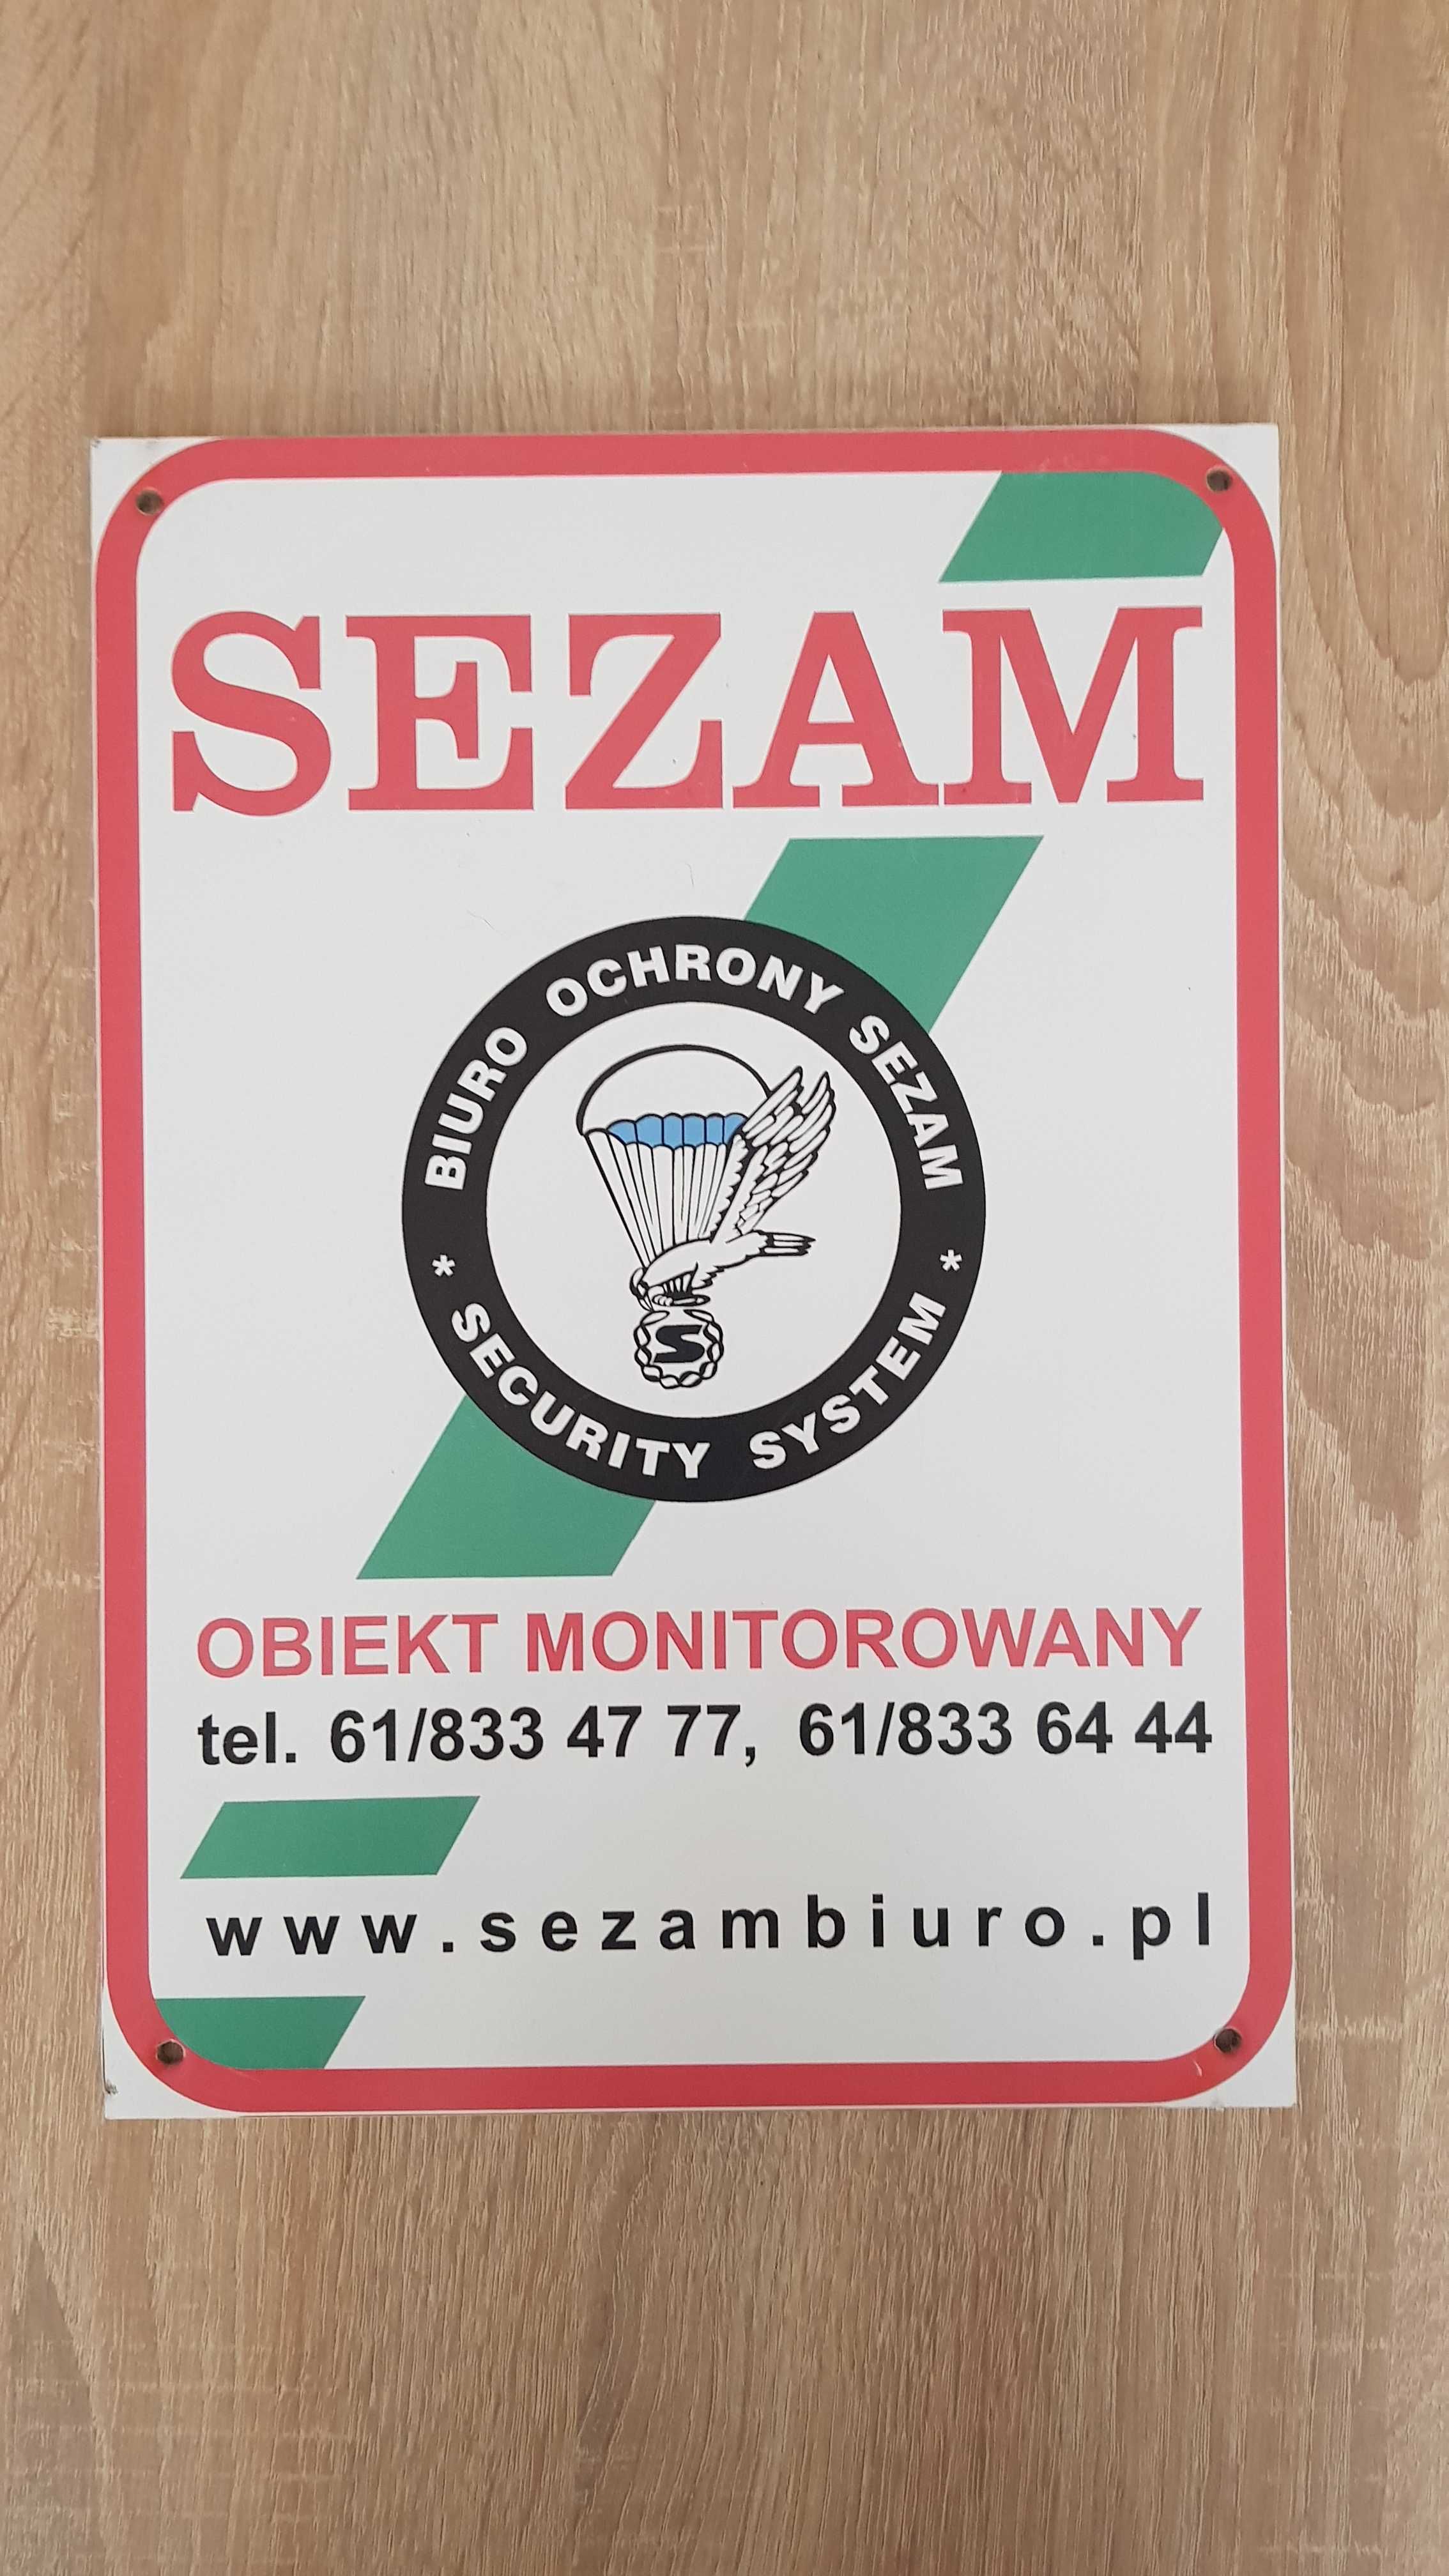 SEZAM
BIURO OCHRONY SEZAM
* SECURITY SYSTEM *
S
OBIEKT MONITOROWANY
tel. 61/833 47 77, 61/833 64 44
www.sezambiuro.pl